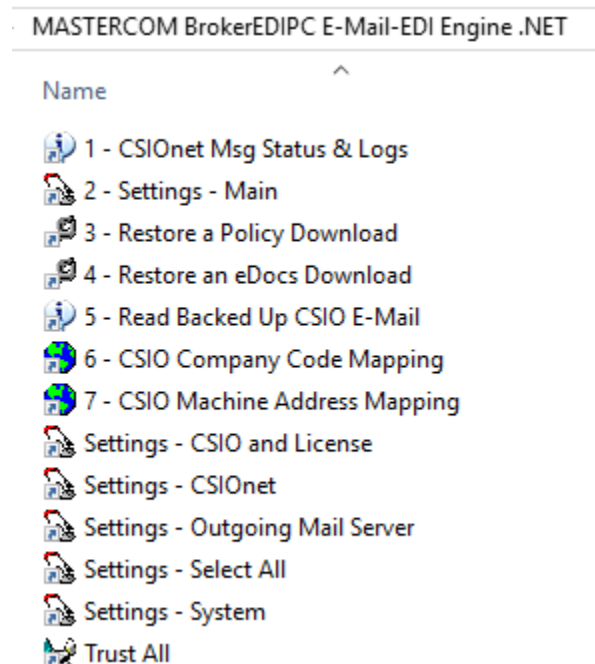 MASTERCOM BrokerEDIPC E-Mail-EDI Engine .NET
Name
1 - CSIOnet Msg Status & Logs
2 - Settings - Main
3 - Restore a Policy Download
4 - Restore an eDocs Download
5 - Read Backed Up CSIO E-Mail
6 - CSIO Company Code Mapping
7 - CSIO Machine Address Mapping
Settings - CSIO and License
Settings - CSIOnet
Settings - Outgoing Mail Server
Settings - Select All
Settings - System
Trust All